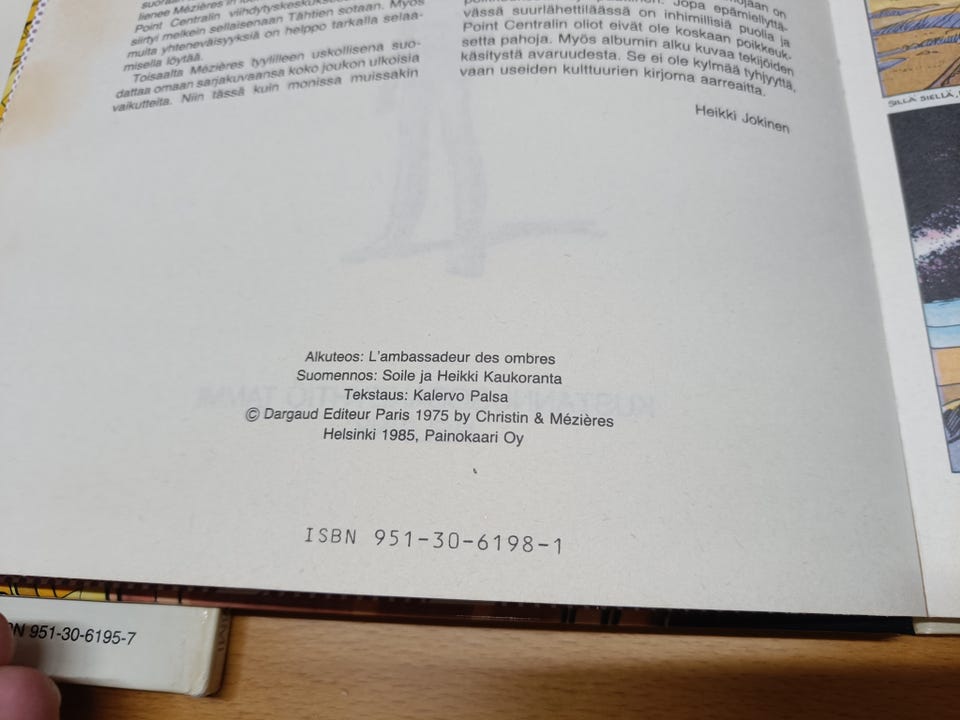 lienee Mézières'in
Point Centralin viihdytyskeskukset
siirtyi melkein sellaisenaan Tähtien sotaan. Myös
muita yhteneväisyyksiä on helppo tarkalla selaa-
misella löytää.
Toisaalta Mézières tyylilleen uskollisena suo-
dattaa omaan sarjakuvaansa koko joukon ulkoisia
vaikutteita. Niin tässä kuin monissa muissakin
on
Jopa epämiellyttä-
vässä suurlähettiläässä on inhimillisiä puolia ja
Point Centralin oliot eivät ole koskaan poikkeuk-
setta pahoja. Myös albumin alku kuvaa tekijöiden
käsitystä avaruudesta. Se ei ole kylmää tyhjyyttä,
vaan useiden kulttuurien kirjoma aarreaitta.
Heikki Jokinen
SILLÄ SIELLÄ,
Alkuteos: L'ambassadeur des ombres
Suomennos: Soile ja Heikki Kaukoranta
Tekstaus: Kalervo Palsa
© Dargaud Editeur Paris 1975 by Christin & Mézières
Helsinki 1985, Painokaari Oy
ISBN 951-30-6198-1
951-30-6195-7